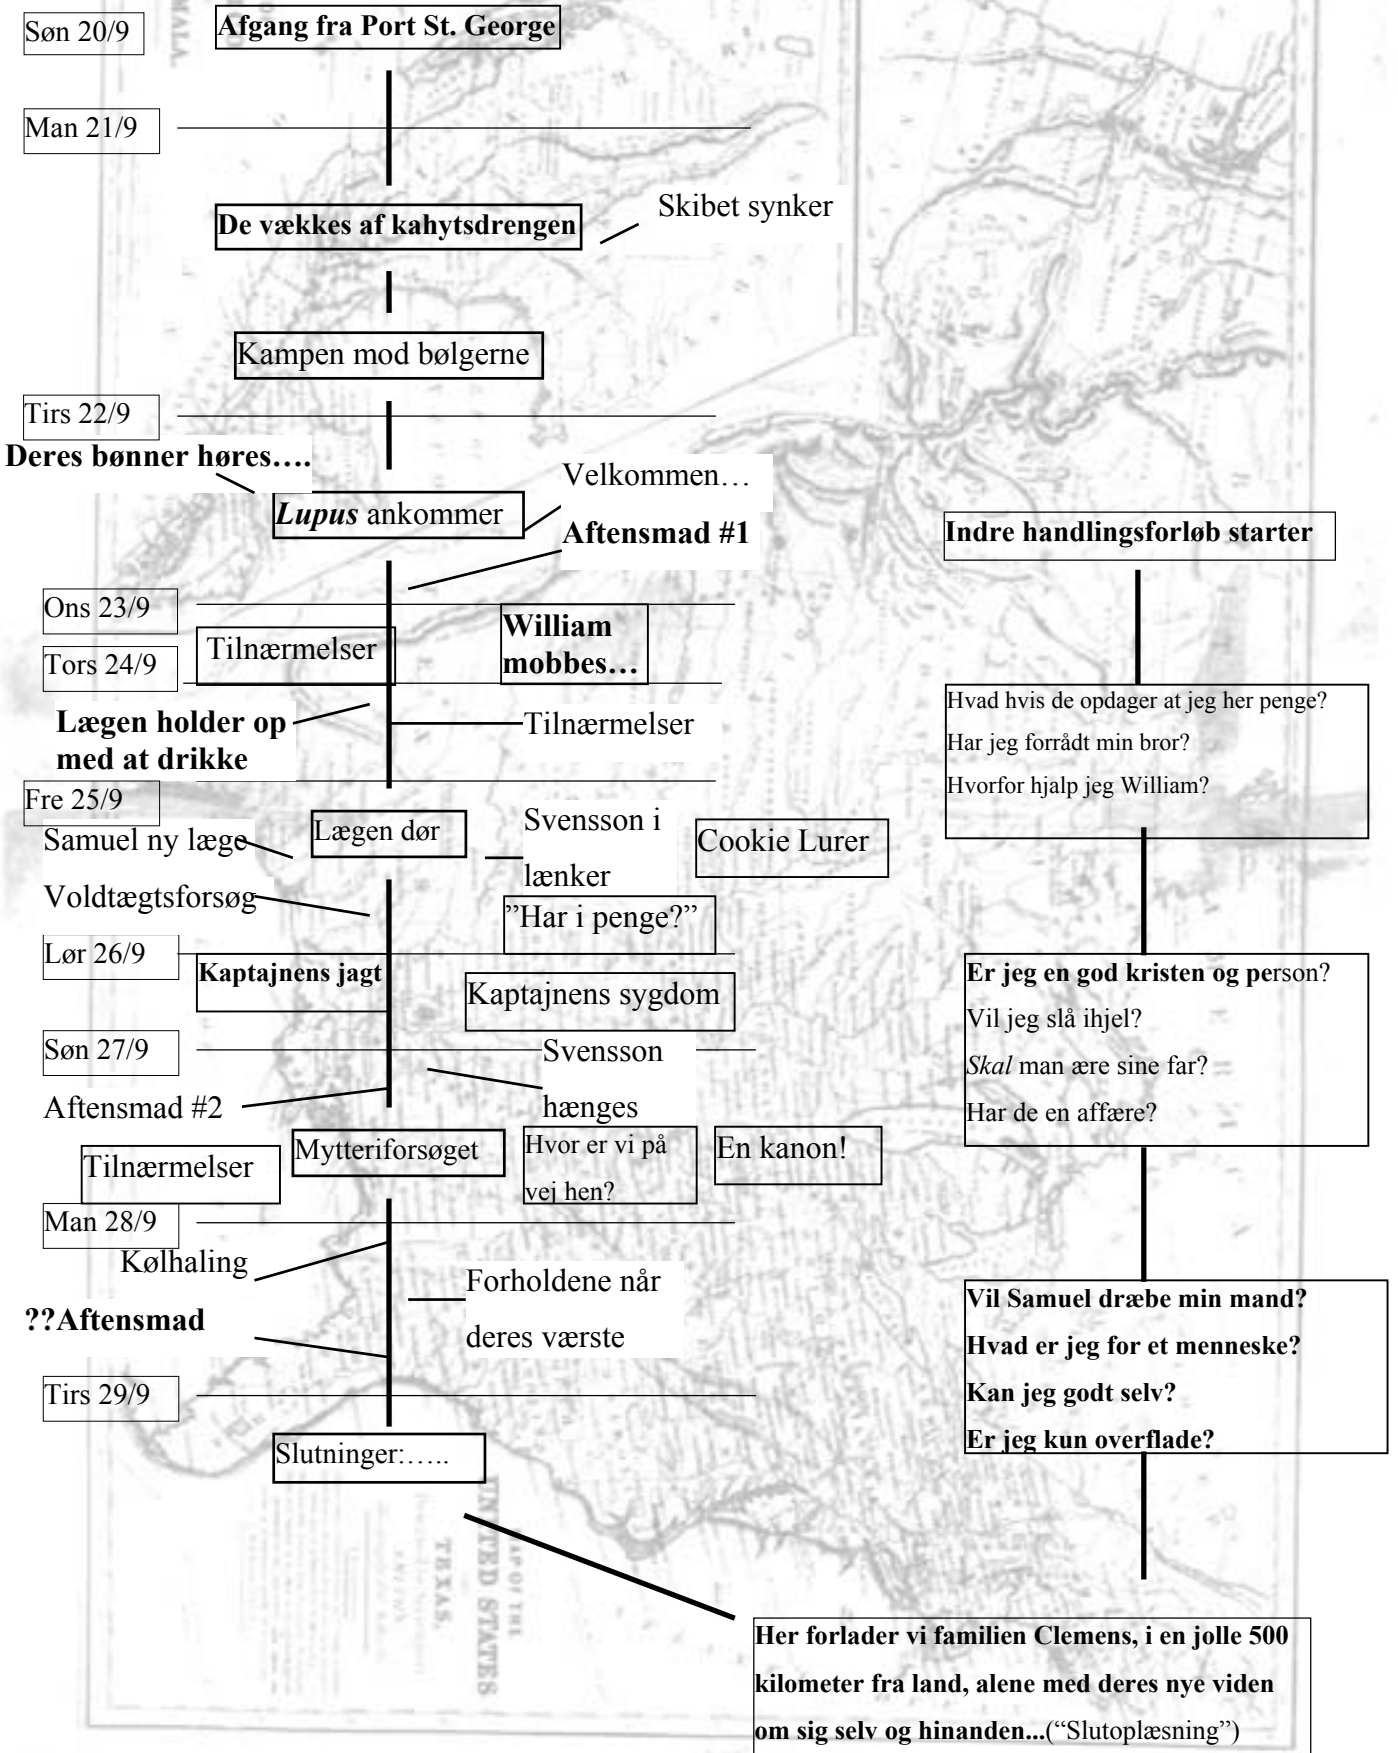 Søn 20/9
Afgang fra Port St. George
Man 21/9
De vækkes af kahytsdrengen
Skibet synker
Kampen mod bølgerne
Tirs 22/9
Deres bønner høres….
Lupus ankommer
Velkommen…
Aftensmad #1
Indre handlingsforløb starter
Ons 23/9
Tilnærmelser
William
mobbes…
Tors 24/9
Lægen holder op
med at drikke
Tilnærmelser
Hvad hvis de opdager at jeg her penge?
Har jeg forrådt min bror?
Hvorfor hjalp jeg William?
Fre 25/9
Samuel ny læge
Lægen dør
Svensson i
lænker
Cookie Lurer
Voldtægtsforsøg
”Har i penge?”
Lør 26/9
Kaptajnens jagt
Kaptajnens sygdom
Er jeg en god kristen og person?
Vil jeg slå ihjel?
Skal man ære sine far?
Har de en affære?
Søn 27/9
Svensson
hænges
Aftensmad #2
Tilnærmelser
Mytteriforsøget
Hvor er vi på
vej hen?
En kanon!
Man 28/9
Kølhaling
Forholdene når
deres værste
??Aftensmad
Vil Samuel dræbe min mand?
Hvad er jeg for et menneske?
Kan jeg godt selv?
Er jeg kun overflade?
Tirs 29/9
Slutninger:…..
MAP OF THE
UNITED STATES
TEXAS
Her forlader vi familien Clemens, i en jolle 500
kilometer fra land, alene med deres nye viden
om sig selv og hinanden...(“Slutoplæsning”)